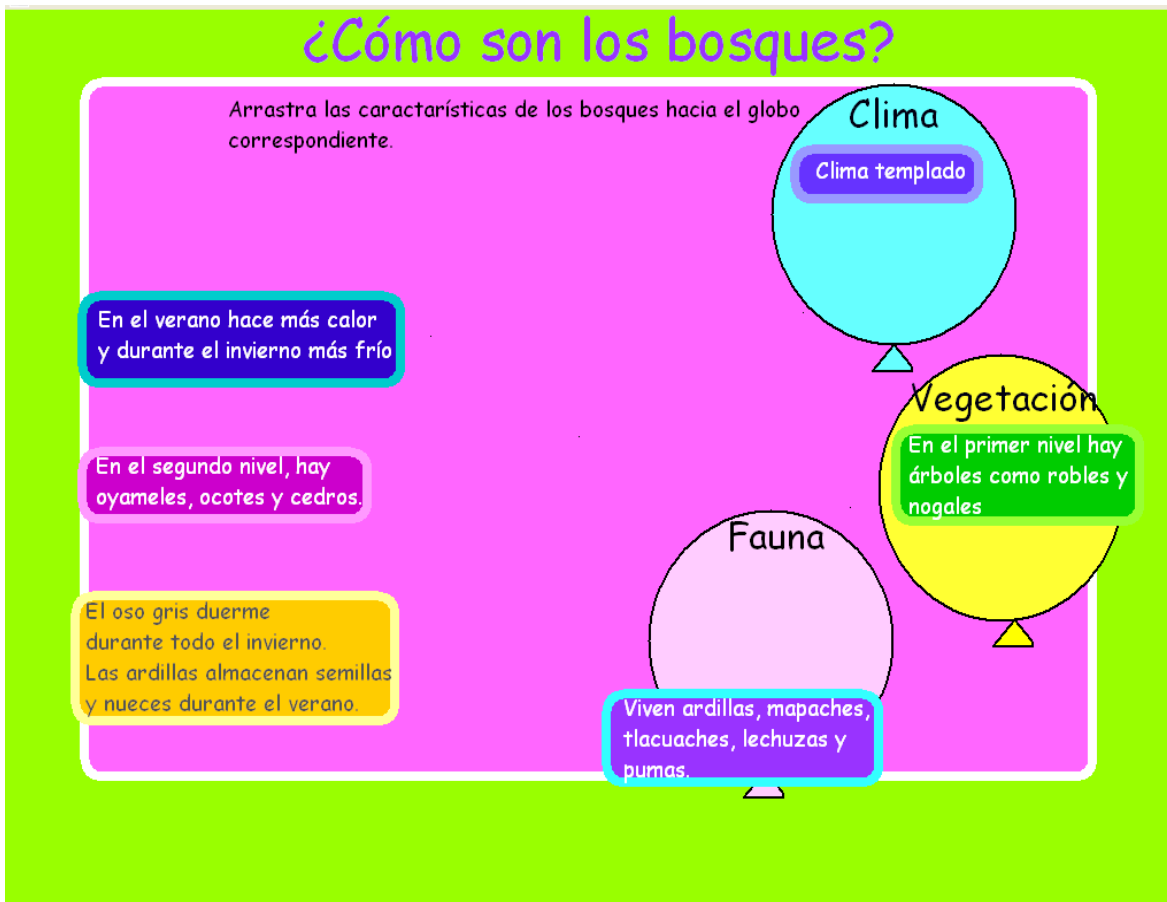 ¿Cómo son los bosques?
Arrastra las caractarísticas de los bosques hacia el globo
correspondiente.
Clima
Clima templado
En el verano hace más calor
y durante el invierno más frío
Vegetación
En el primer nivel hay
árboles como robles y
nogales
En el segundo nivel, hay
oyameles, ocotes y cedros.
Fauna
El oso gris duerme
durante todo el invierno.
Las ardillas almacenan semillas
y nueces durante el verano.
Viven ardillas, mapaches,
tlacuaches, lechuzas y
pumas.